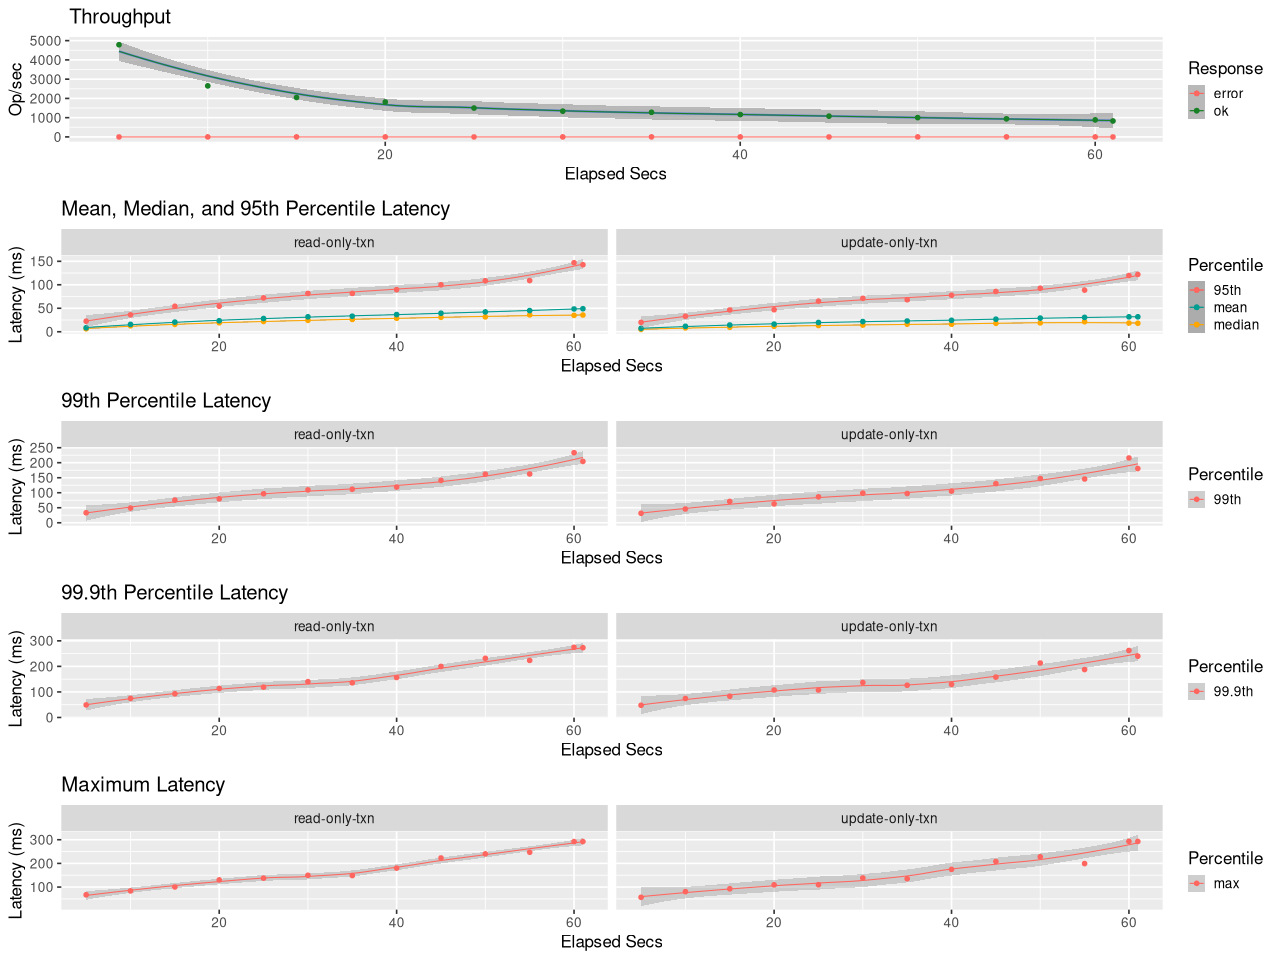 Throughput
Op/sec
5000
4000
3000
2000
1000
0
20
40
60
Elapsed Secs
Response
error
ok
Mean, Median, and 95th Percentile Latency
read-only-txn
update-only-txn
Latency (ms)
150
100
50
0
20
40
60
20
40
60
Elapsed Secs
Percentile
95th
mean
median
99th Percentile Latency
read-only-txn
update-only-txn
Latency (ms)
250
200
150
100
50
0
20
40
60
20
40
60
Elapsed Secs
Percentile
99th
99.9th Percentile Latency
read-only-txn
update-only-txn
Latency (ms)
300
200
100
0
20
40
60
20
40
60
Elapsed Secs
Percentile
99.9th
Maximum Latency
read-only-txn
update-only-txn
Latency (ms)
300
200
100
20
40
60
20
40
60
Elapsed Secs
Percentile
max